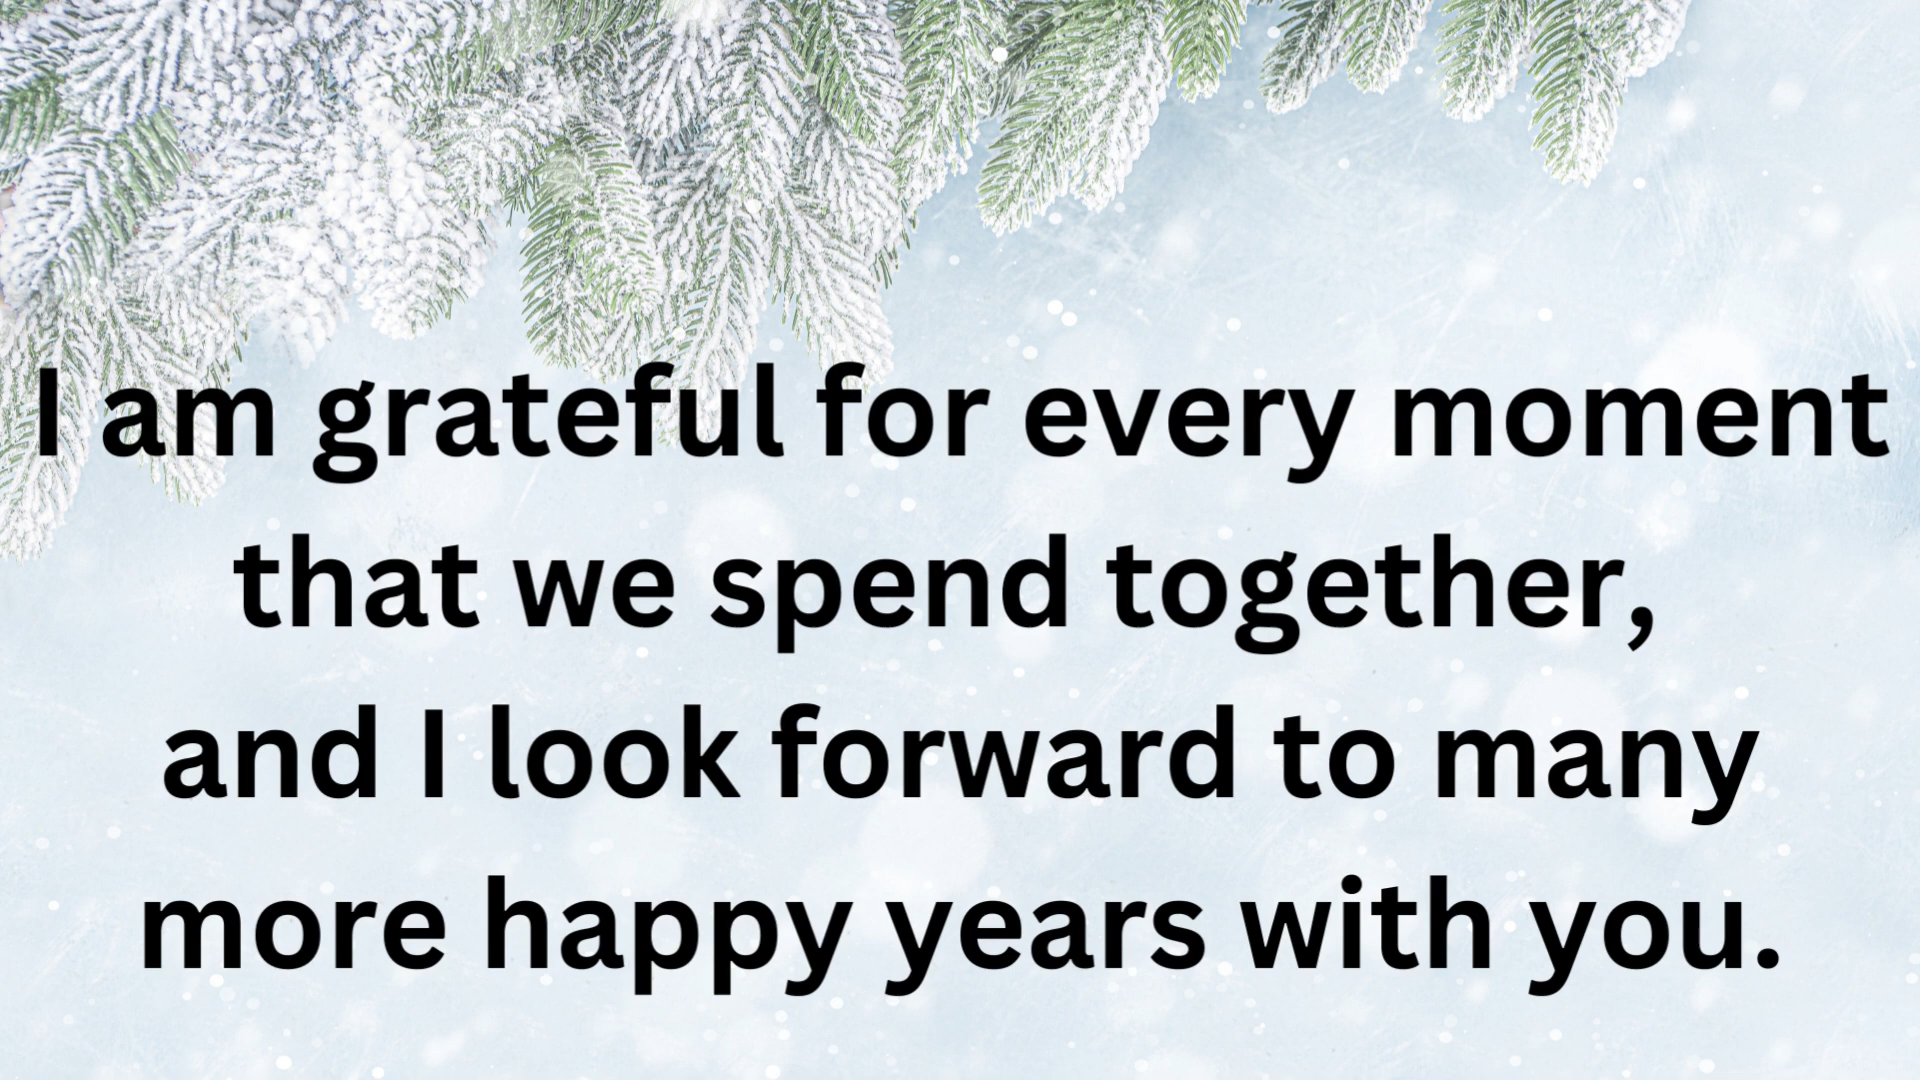 I am grateful for every moment
that we spend together,
and I look forward to many
more happy years with you.